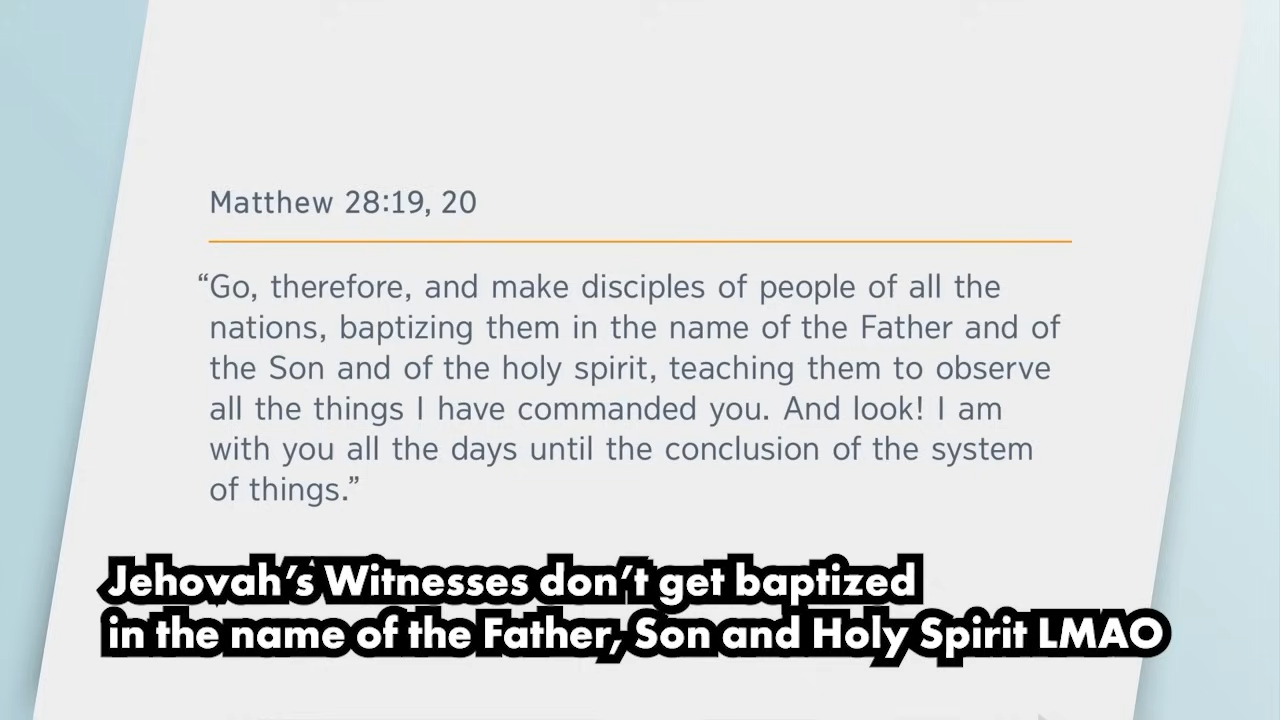 Matthew 28:19, 20
“Go, therefore, and make disciples of people of all the
nations, baptizing them in the name of the Father and of
the Son and of the holy spirit, teaching them to observe
all the things I have commanded you. And look! I am
with you all the days until the conclusion of the system
of things.”
Jehovah’s Witnesses don’t get baptized
in the name of the Father, Son and Holy Spirit LMAO